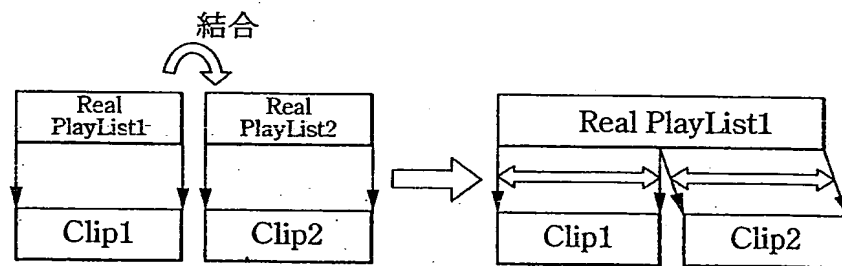 結合
Real
PlayList1
Real
PlayList2
Real PlayList1
Clip1
Clip2
Clip1
Clip2